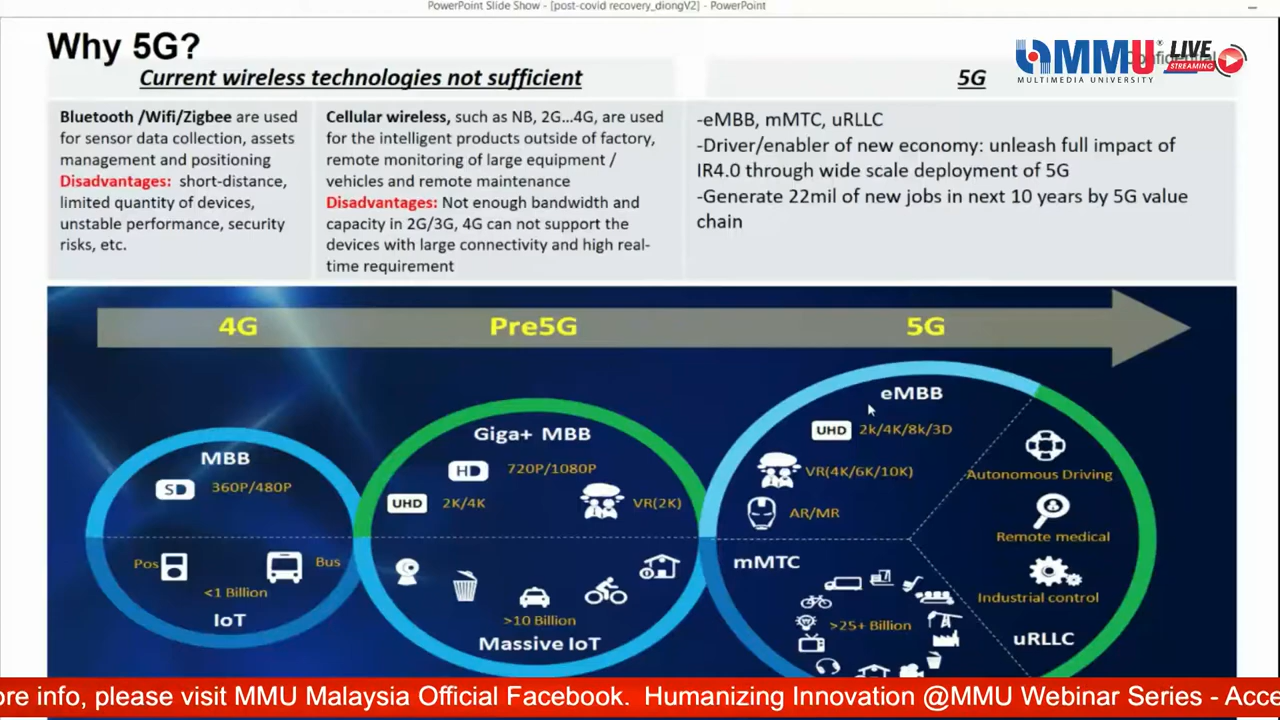 PowerPoint Slide Show - [post-covid recovery_diongV2] - PowerPoint
Why 5G?
MMU
MULTIMEDIA UNIVERSITY
LIVE
STREAMING
Confidential
Current wireless technologies not sufficient
5G
Bluetooth /Wifi/Zigbee are used
for sensor data collection, assets
management and positioning
Disadvantages: short-distance,
limited quantity of devices,
unstable performance, security
risks, etc.
Cellular wireless, such as NB, 2G...4G, are used
for the intelligent products outside of factory,
remote monitoring of large equipment /
vehicles and remote maintenance
Disadvantages: Not enough bandwidth and
capacity in 2G/3G, 4G can not support the
devices with large connectivity and high real-
time requirement
-eMBB, mMTC, uRLLC
-Driver/enabler of new economy: unleash full impact of
IR4.0 through wide scale deployment of 5G
-Generate 22mil of new jobs in next 10 years by 5G value
chain
4G
Pre5G
5G
MBB
SD 360P/480P
Pos
Bus
<1 Billion
IoT
Giga+ MBB
HD 720P/1080P
UHD 2K/4K
VR(2K)
>10 Billion
Massive IoT
eMBB
UHD 2k/4K/8k/3D
VR(4K/6K/10K)
AR/MR
mMTC
>25+ Billion
Autonomous Driving
Remote medical
Industrial control
uRLLC
ore info, please visit MMU Malaysia Official Facebook. Humanizing Innovation @MMU Webinar Series - Acce